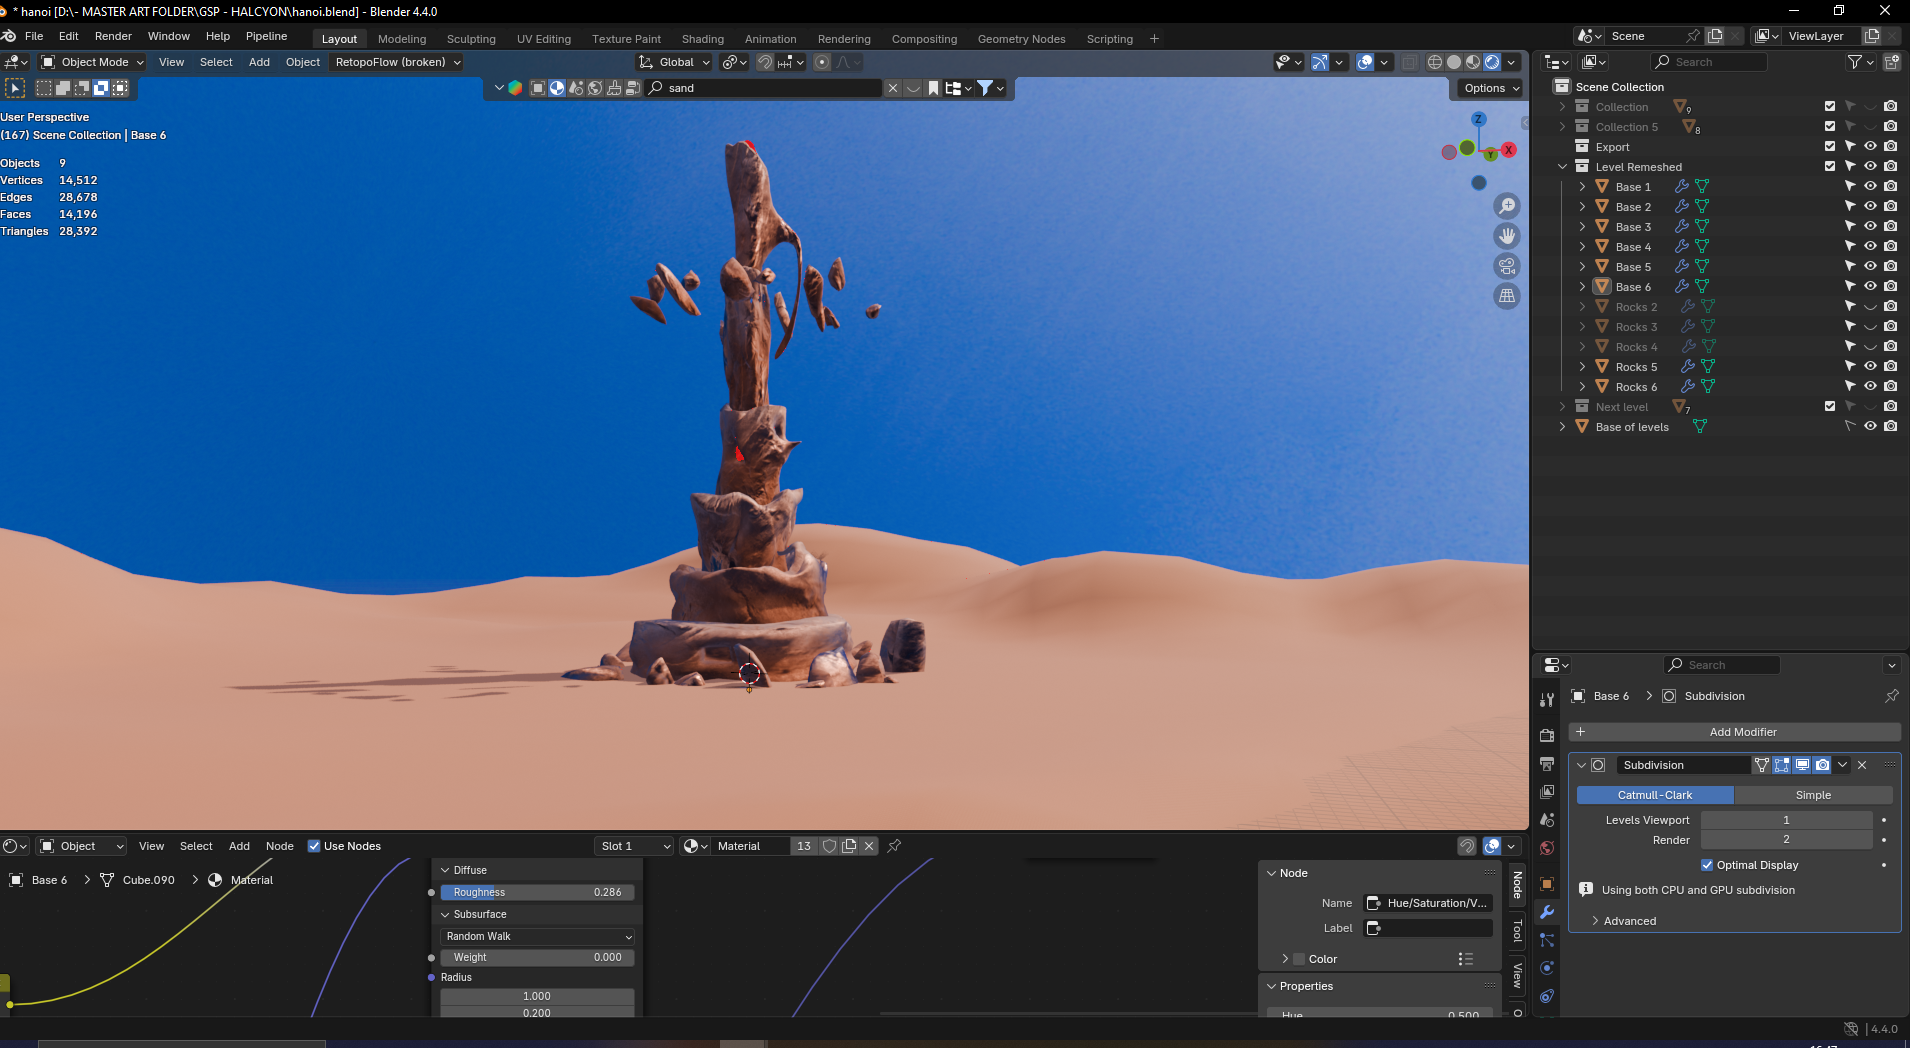 * hanoi [D:\- MASTER ART FOLDER\GSP - HALCYON\hanoi.blend] - Blender 4.4.0
File Edit Render Window Help Pipeline Layout Modeling Sculpting UV Editing Texture Paint Shading Animation Rendering Compositing Geometry Nodes Scripting + Scene ViewLayer
Object Mode View Select Add Object RetopoFlow (broken) Global Search
sand Options
Scene Collection
User Perspective
(167) Scene Collection | Base 6
Objects 9
Vertices 14,512
Edges 28,678
Faces 14,196
Triangles 28,392
Z
X
Y
Collection 9
Collection 5 8
Export
Level Remeshed
Base 1
Base 2
Base 3
Base 4
Base 5
Base 6
Rocks 2
Rocks 3
Rocks 4
Rocks 5
Rocks 6
Next level 7
Base of levels
Search
Base 6 > Subdivision
+ Add Modifier
Subdivision
Catmull-Clark Simple
Levels Viewport 1
Render 2
Optimal Display
Using both CPU and GPU subdivision
Advanced
Object View Select Add Node Use Nodes Slot 1 Material 13
Base 6 > Cube.090 > Material
Diffuse
Roughness 0.286
Subsurface
Random Walk
Weight 0.000
Radius
1.000
0.200
Node
Name Hue/Saturation/V...
Label
Color
Properties
Hue 0.500
Node
Tool
View
4.4.0